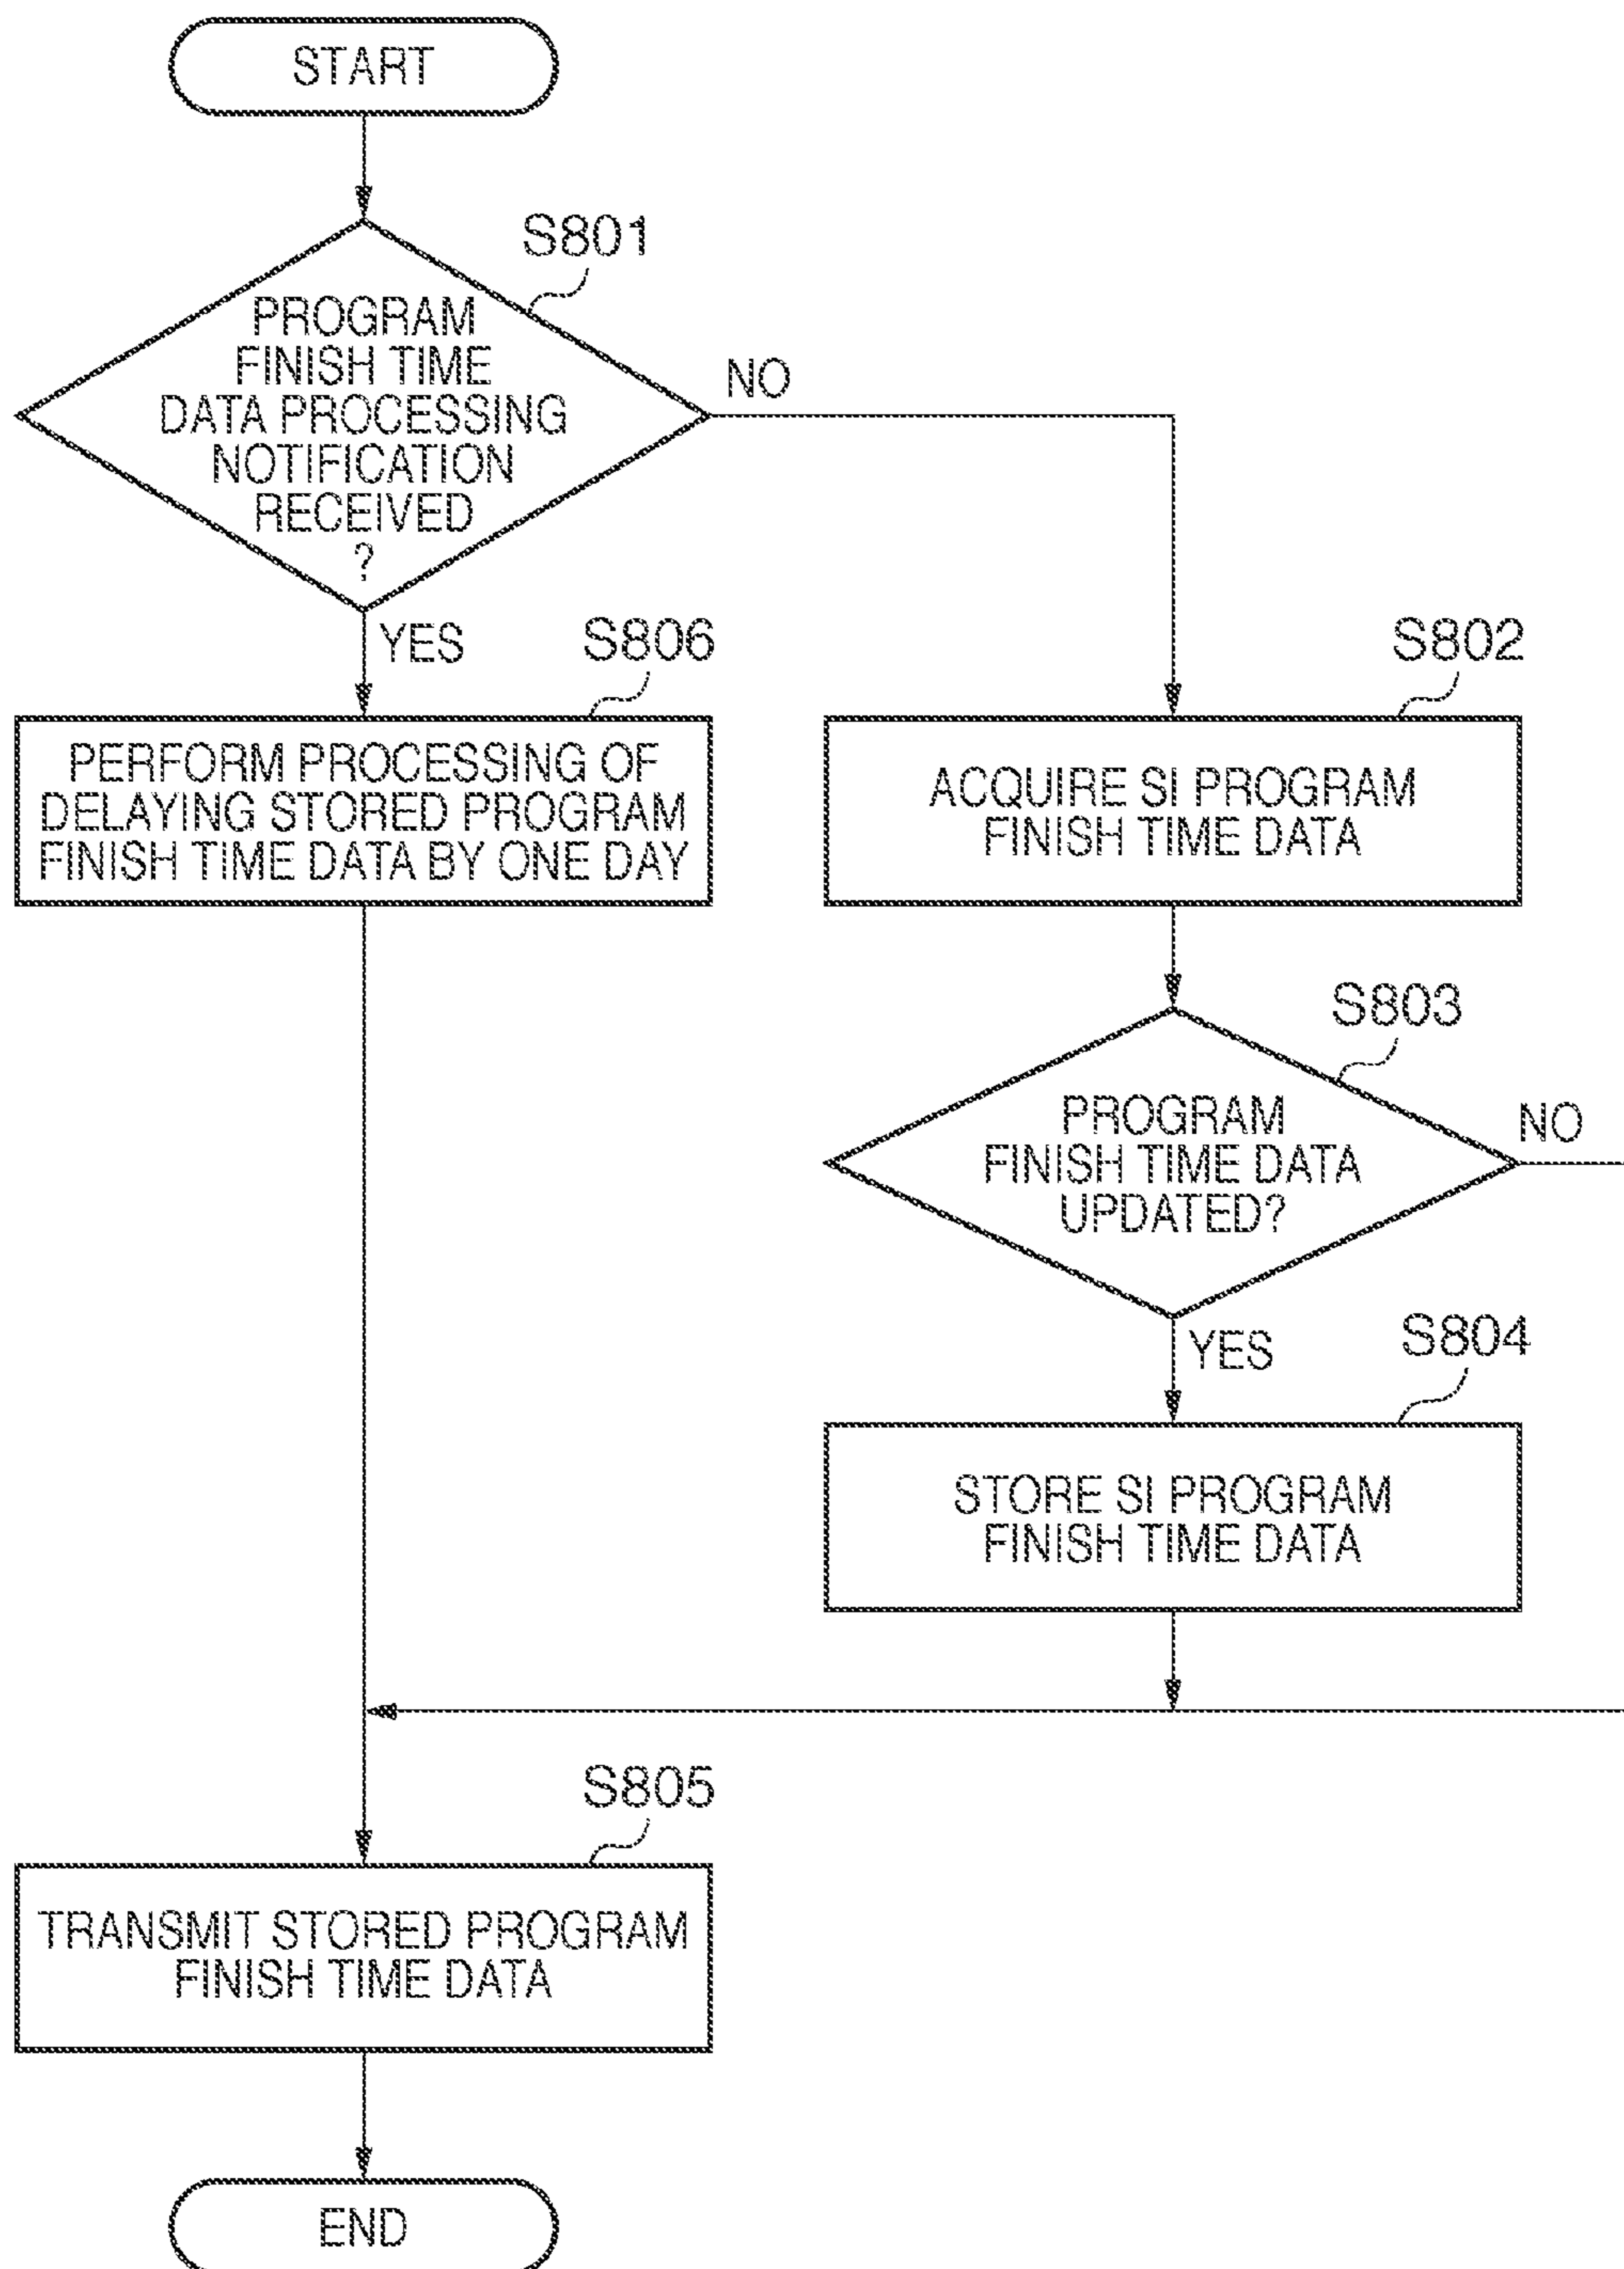 START
S801
PROGRAM
FINISH TIME
DATA PROCESSING
NOTIFICATION
RECEIVED
?
NO
YES
S806
S802
PERFORM PROCESSING OF
DELAYING STORED PROGRAM
FINISH TIME DATA BY ONE DAY
ACQUIRE SI PROGRAM
FINISH TIME DATA
S803
PROGRAM
FINISH TIME DATA
UPDATED?
NO
YES
S804
STORE SI PROGRAM
FINISH TIME DATA
S805
TRANSMIT STORED PROGRAM
FINISH TIME DATA
END